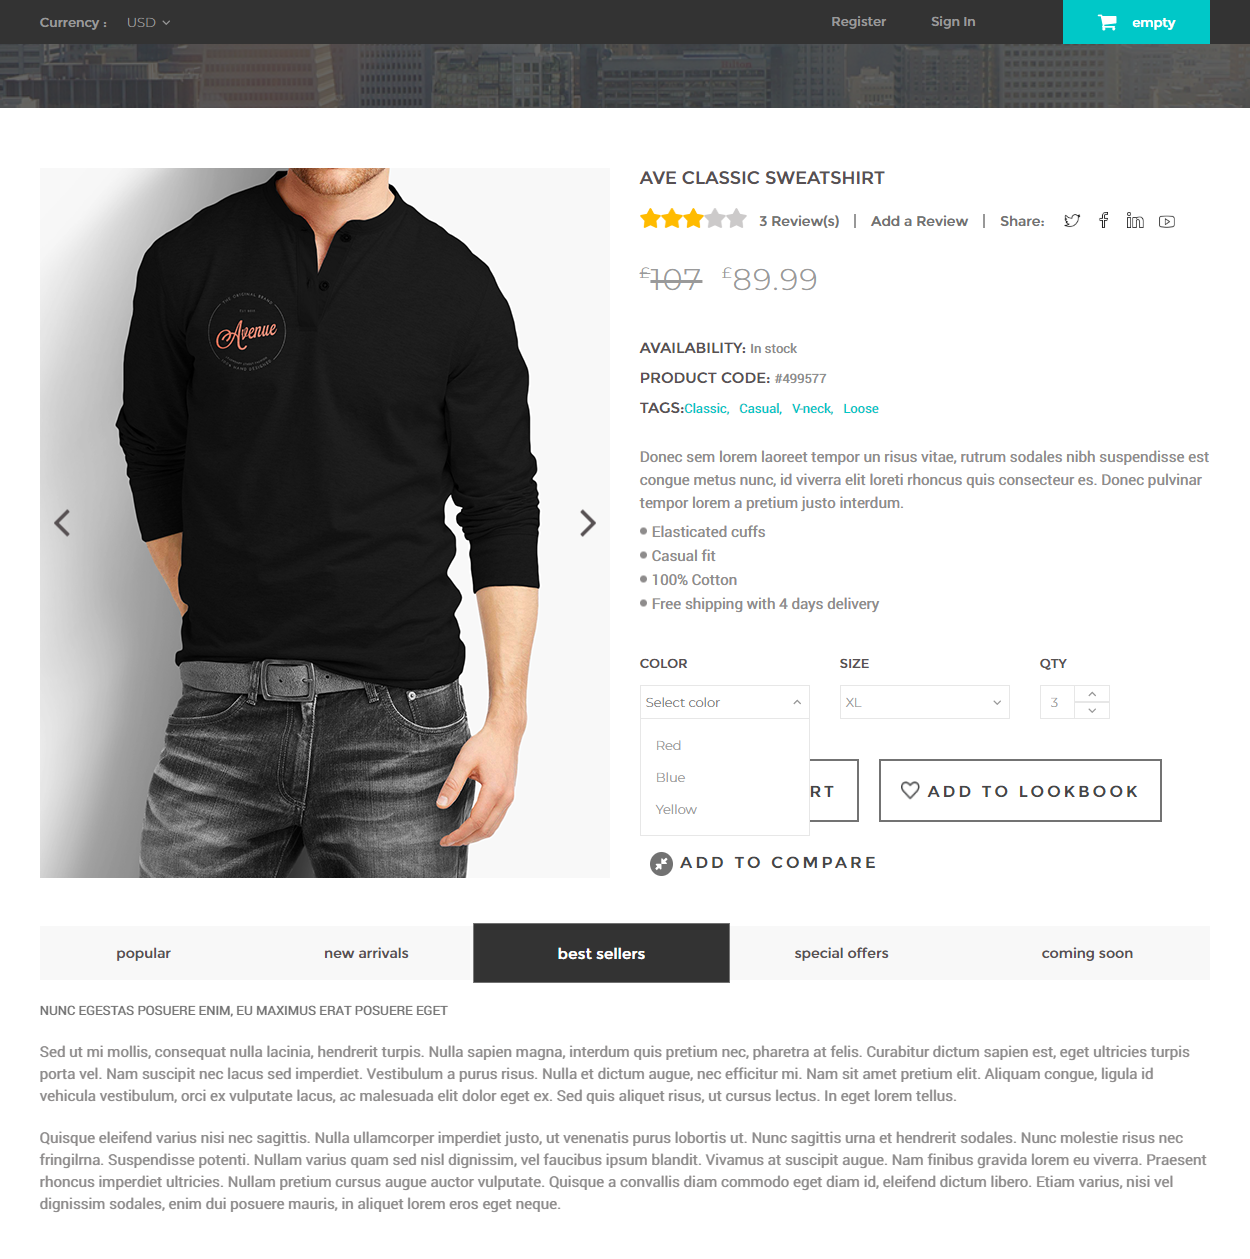 Currency :
USD
Register
Sign In
empty
AVE CLASSIC SWEATSHIRT
3 Review(s) | Add a Review | Share:
£107 £89.99
Avenue
AVAILABILITY: In stock
PRODUCT CODE: #499577
TAGS:Classic, Casual, V-neck, Loose
Donec sem lorem laoreet tempor un risus vitae, rutrum sodales nibh suspendisse est
congue metus nunc, id viverra elit loreti rhoncus quis consecteur es. Donec pulvinar
tempor lorem a pretium justo interdum.
Elasticated cuffs
Casual fit
100% Cotton
Free shipping with 4 days delivery
COLOR
SIZE
QTY
Select color
XL
3
Red
Blue
Yellow
RT
ADD TO LOOKBOOK
ADD TO COMPARE
popular
new arrivals
best sellers
special offers
coming soon
NUNC EGESTAS POSUERE ENIM, EU MAXIMUS ERAT POSUERE EGET
Sed ut mi mollis, consequat nulla lacinia, hendrerit turpis. Nulla sapien magna, interdum quis pretium nec, pharetra at felis. Curabitur dictum sapien est, eget ultricies turpis
porta vel. Nam suscipit nec lacus sed imperdiet. Vestibulum a purus risus. Nulla et dictum augue, nec efficitur mi. Nam sit amet pretium elit. Aliquam congue, ligula id
vehicula vestibulum, orci ex vulputate lacus, ac malesuada elit dolor eget ex. Sed quis aliquet risus, ut cursus lectus. In eget lorem tellus.
Quisque eleifend varius nisi nec sagittis. Nulla ullamcorper imperdiet justo, ut venenatis purus lobortis ut. Nunc sagittis urna et hendrerit sodales. Nunc molestie risus nec
fringilrna. Suspendisse potenti. Nullam varius quam sed nisl dignissim, vel faucibus ipsum blandit. Vivamus at suscipit augue. Nam finibus gravida lorem eu viverra. Praesent
rhoncus imperdiet ultricies. Nullam pretium cursus augue auctor vulputate. Quisque a convallis diam commodo eget diam id, eleifend dictum libero. Etiam varius, nisi vel
dignissim sodales, enim dui posuere mauris, in aliquet lorem eros eget neque.